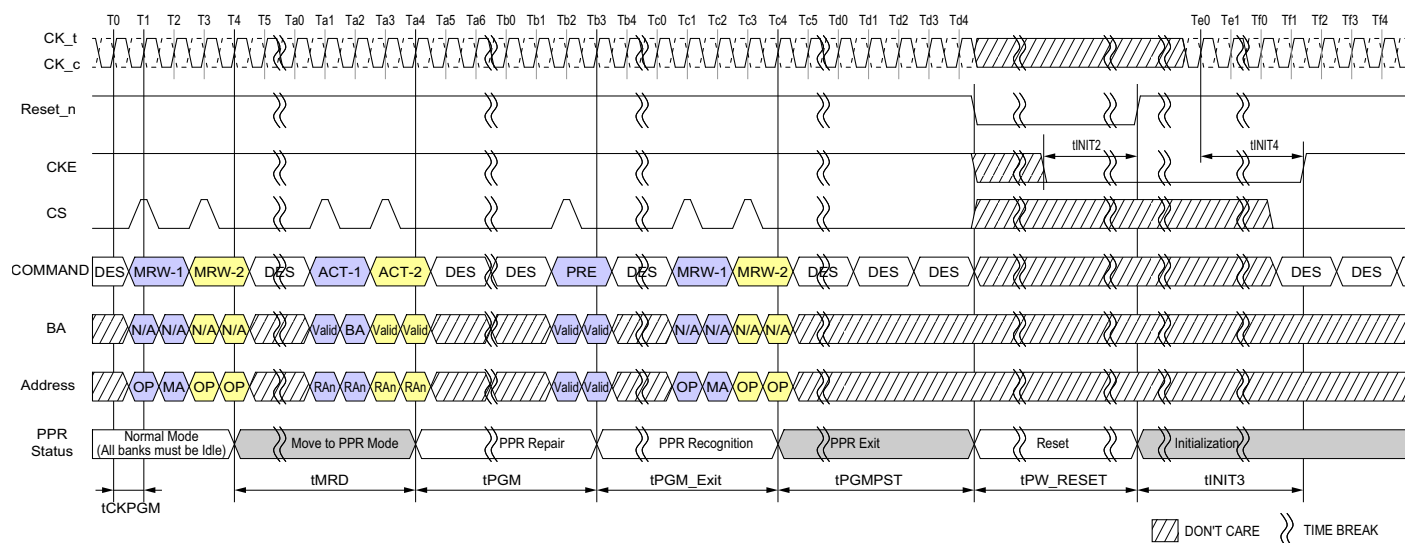 T0 T1 T2 T3 T4 T5 Ta0 Ta1 Ta2 Ta3 Ta4 Ta5 Ta6 Tb0 Tb1 Tb2 Tb3 Tb4 Tc0 Tc1 Tc2 Tc3 Tc4 Tc5 Td0 Td1 Td2 Td3 Td4 Te0 Te1 Tf0 Tf1 Tf2 Tf3 Tf4
CK_t
CK_c
Reset_n
tINIT2 tINIT4
CKE
CS
COMMAND DES MRW-1 MRW-2 DES ACT-1 ACT-2 DES DES PRE DES MRW-1 MRW-2 DES DES DES DES DES
BA N/A N/A N/A N/A Valid BA Valid Valid Valid Valid N/A N/A N/A N/A
Address OP MA OP OP RAn RAn RAn RAn Valid Valid OP MA OP OP
PPR
Status
Normal Mode
(All banks must be Idle)
Move to PPR Mode PPR Repair PPR Recognition PPR Exit Reset Initialization
tMRD tPGM tPGM_Exit tPGMPST tPW_RESET tINIT3
tCKPGM
DON'T CARE TIME BREAK